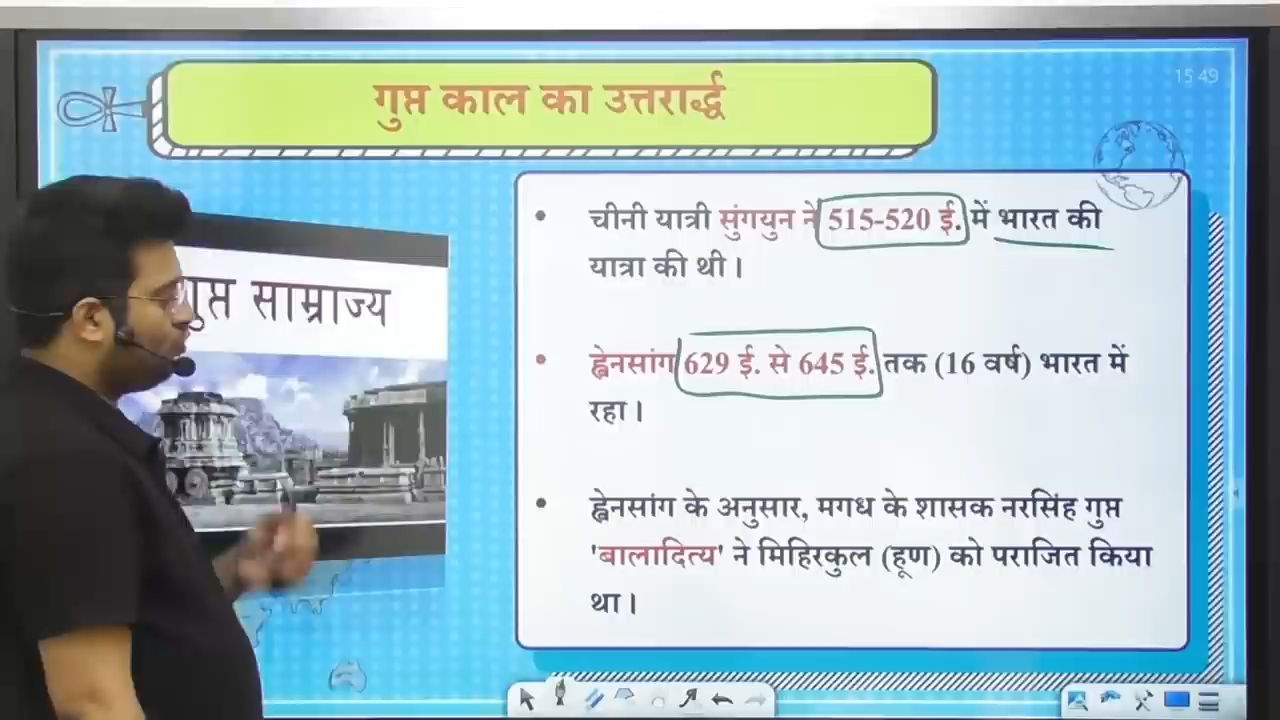 गुप्त काल का उत्तरार्द्ध
15 49
चीनी यात्री सुंगयुन ने 515-520 ई. में भारत की
यात्रा की थी।
गुप्त साम्राज्य
ह्वेनसांग 629 ई. से 645 ई. तक (16 वर्ष) भारत में
रहा।
ह्वेनसांग के अनुसार, मगध के शासक नरसिंह गुप्त
'बालादित्य' ने मिहिरकुल (हूण) को पराजित किया
था।